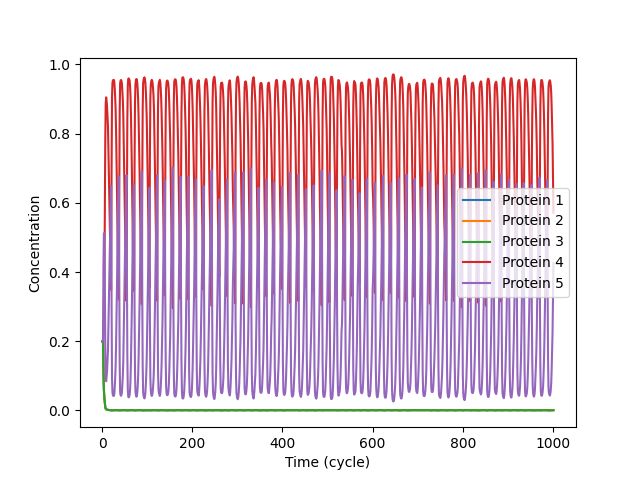 1.0
0.8
0.6
0.4
0.2
0.0
Concentration
Protein 1
Protein 2
Protein 3
Protein 4
Protein 5
0 200 400 600 800 1000
Time (cycle)